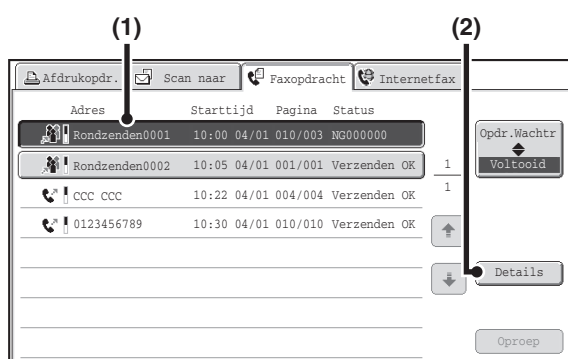 (1) (2)
Afdrukopdr. Scan naar Faxopdracht Internetfax
Adres Starttijd Pagina Status
Rondzenden0001 10:00 04/01 010/003 NG000000
Rondzenden0002 10:05 04/01 001/001 Verzenden OK
CCC CCC 10:22 04/01 004/004 Verzenden OK
0123456789 10:30 04/01 010/010 Verzenden OK
1
1
Opdr.Wachtr
Voltooid
Details
Oproep